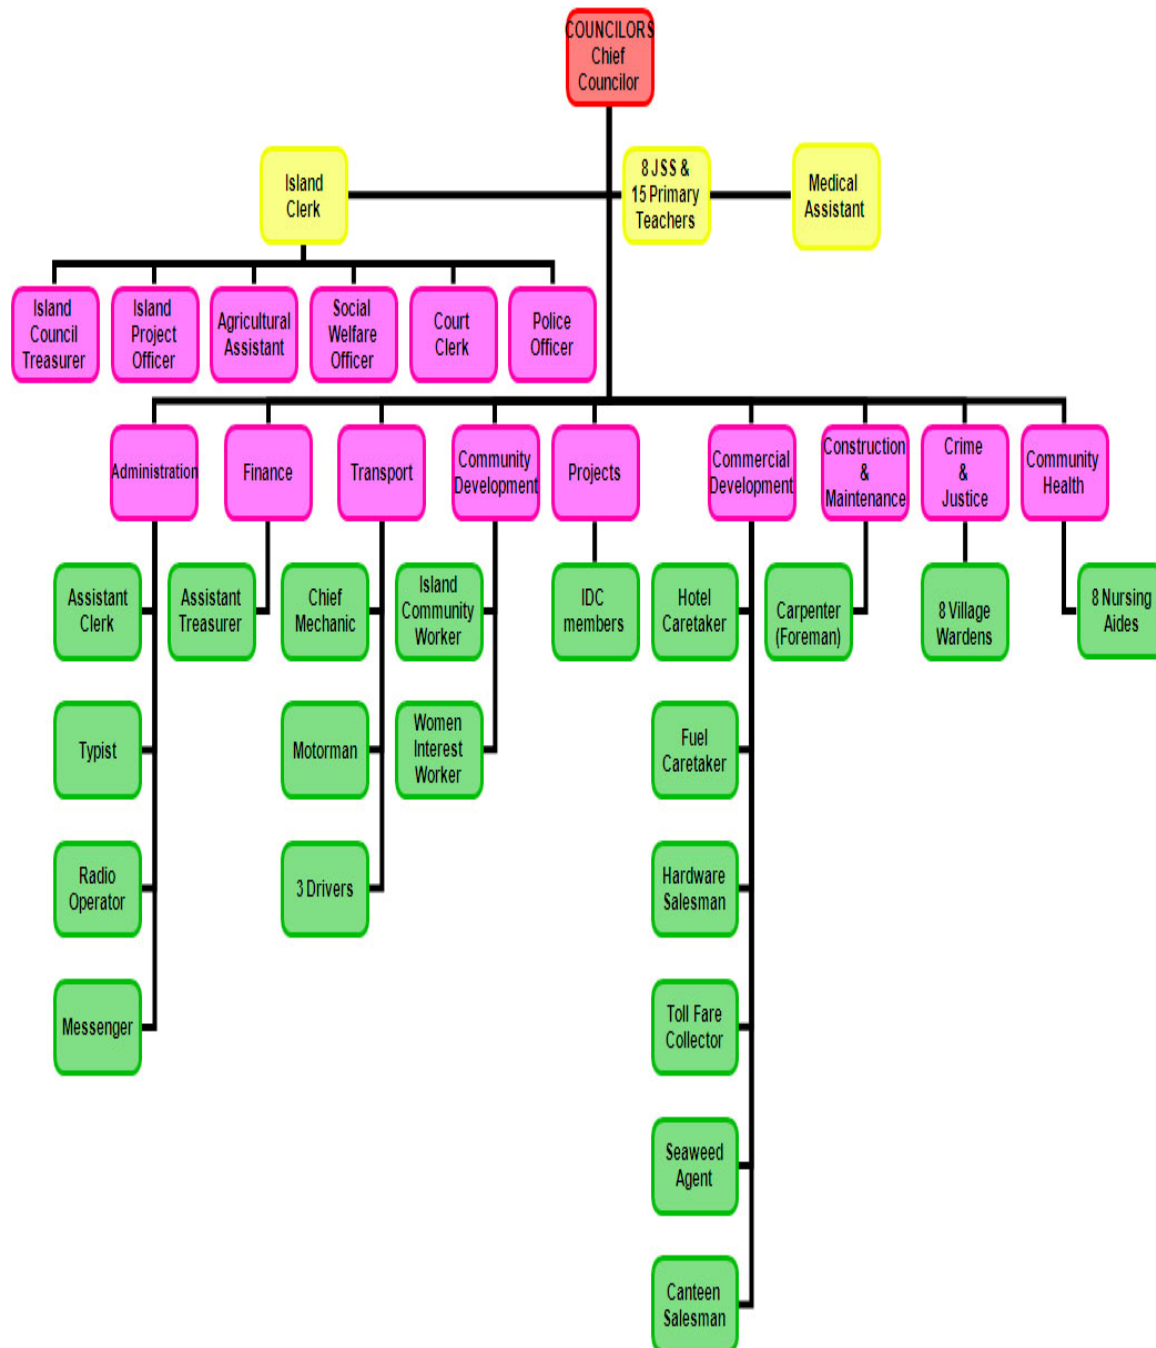 COUNCILORS
Chief
Councilor
Island
Clerk
8 JSS &
15 Primary
Teachers
Medical
Assistant
Island
Council
Treasurer
Island
Project
Officer
Agricultural
Assistant
Social
Welfare
Officer
Court
Clerk
Police
Officer
Administration
Finance
Transport
Community
Development
Projects
Commercial
Development
Construction
&
Maintenance
Crime
&
Justice
Community
Health
Assistant
Clerk
Assistant
Treasurer
Chief
Mechanic
Island
Community
Worker
IDC
members
Hotel
Caretaker
Carpenter
(Foreman)
8 Village
Wardens
8 Nursing
Aides
Typist
Motorman
Women
Interest
Worker
Fuel
Caretaker
Radio
Operator
3 Drivers
Hardware
Salesman
Messenger
Toll Fare
Collector
Seaweed
Agent
Canteen
Salesman